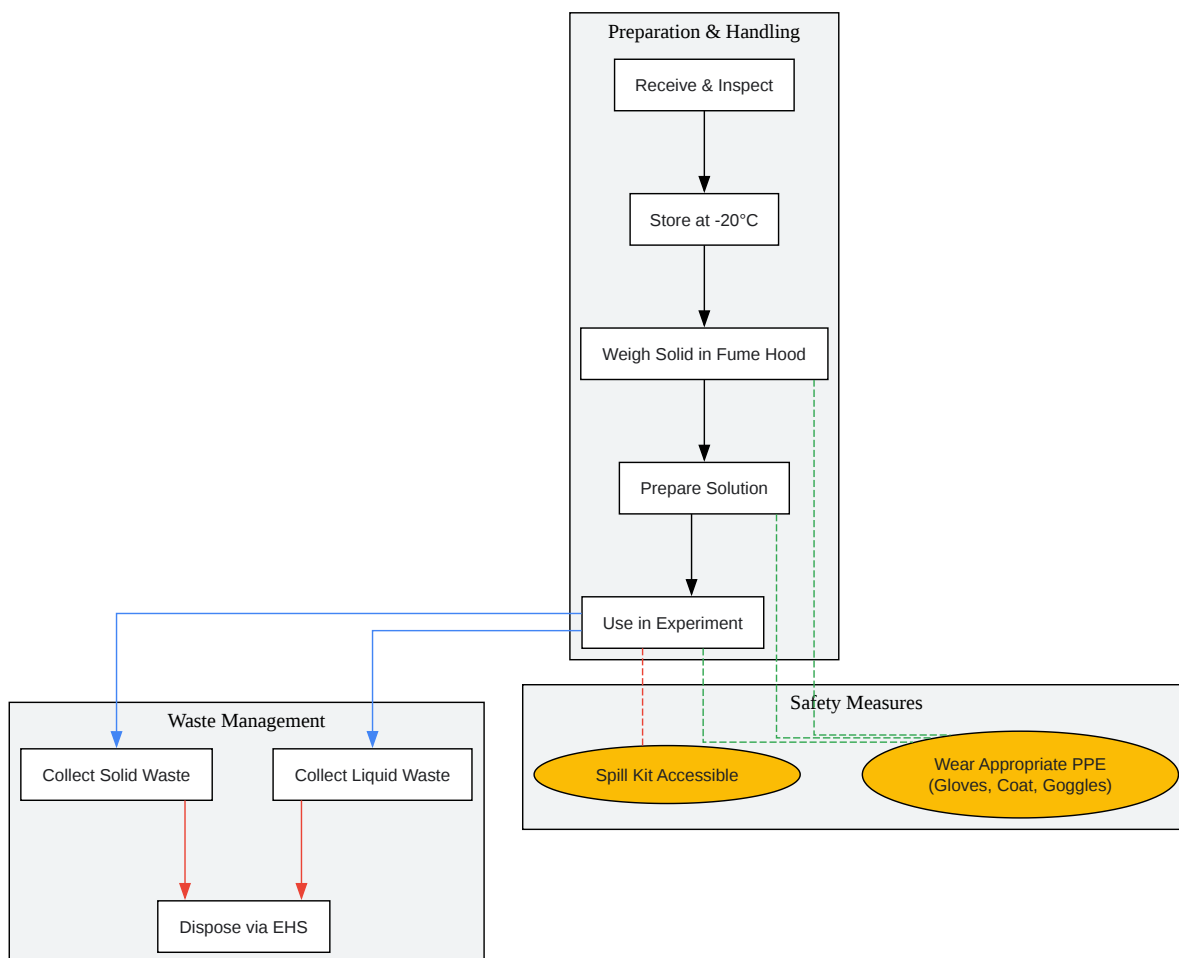 Preparation & Handling
Receive & Inspect
Store at -20°C
Weigh Solid in Fume Hood
Prepare Solution
Use in Experiment
Safety Measures
Spill Kit Accessible
Wear Appropriate PPE
(Gloves, Coat, Goggles)
Waste Management
Collect Solid Waste
Collect Liquid Waste
Dispose via EHS